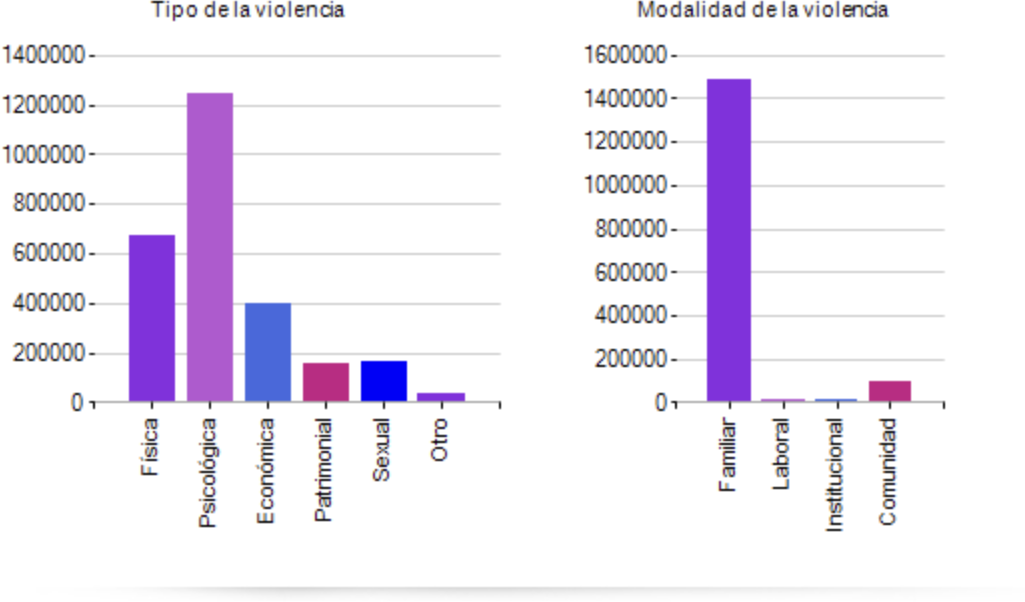 Tipo de la violencia
1400000
1200000
1000000
800000
600000
400000
200000
0
Física
Psicológica
Económica
Patrimonial
Sexual
Otro
Modalidad de la violencia
1600000
1400000
1200000
1000000
800000
600000
400000
200000
0
Familiar
Laboral
Institucional
Comunidad